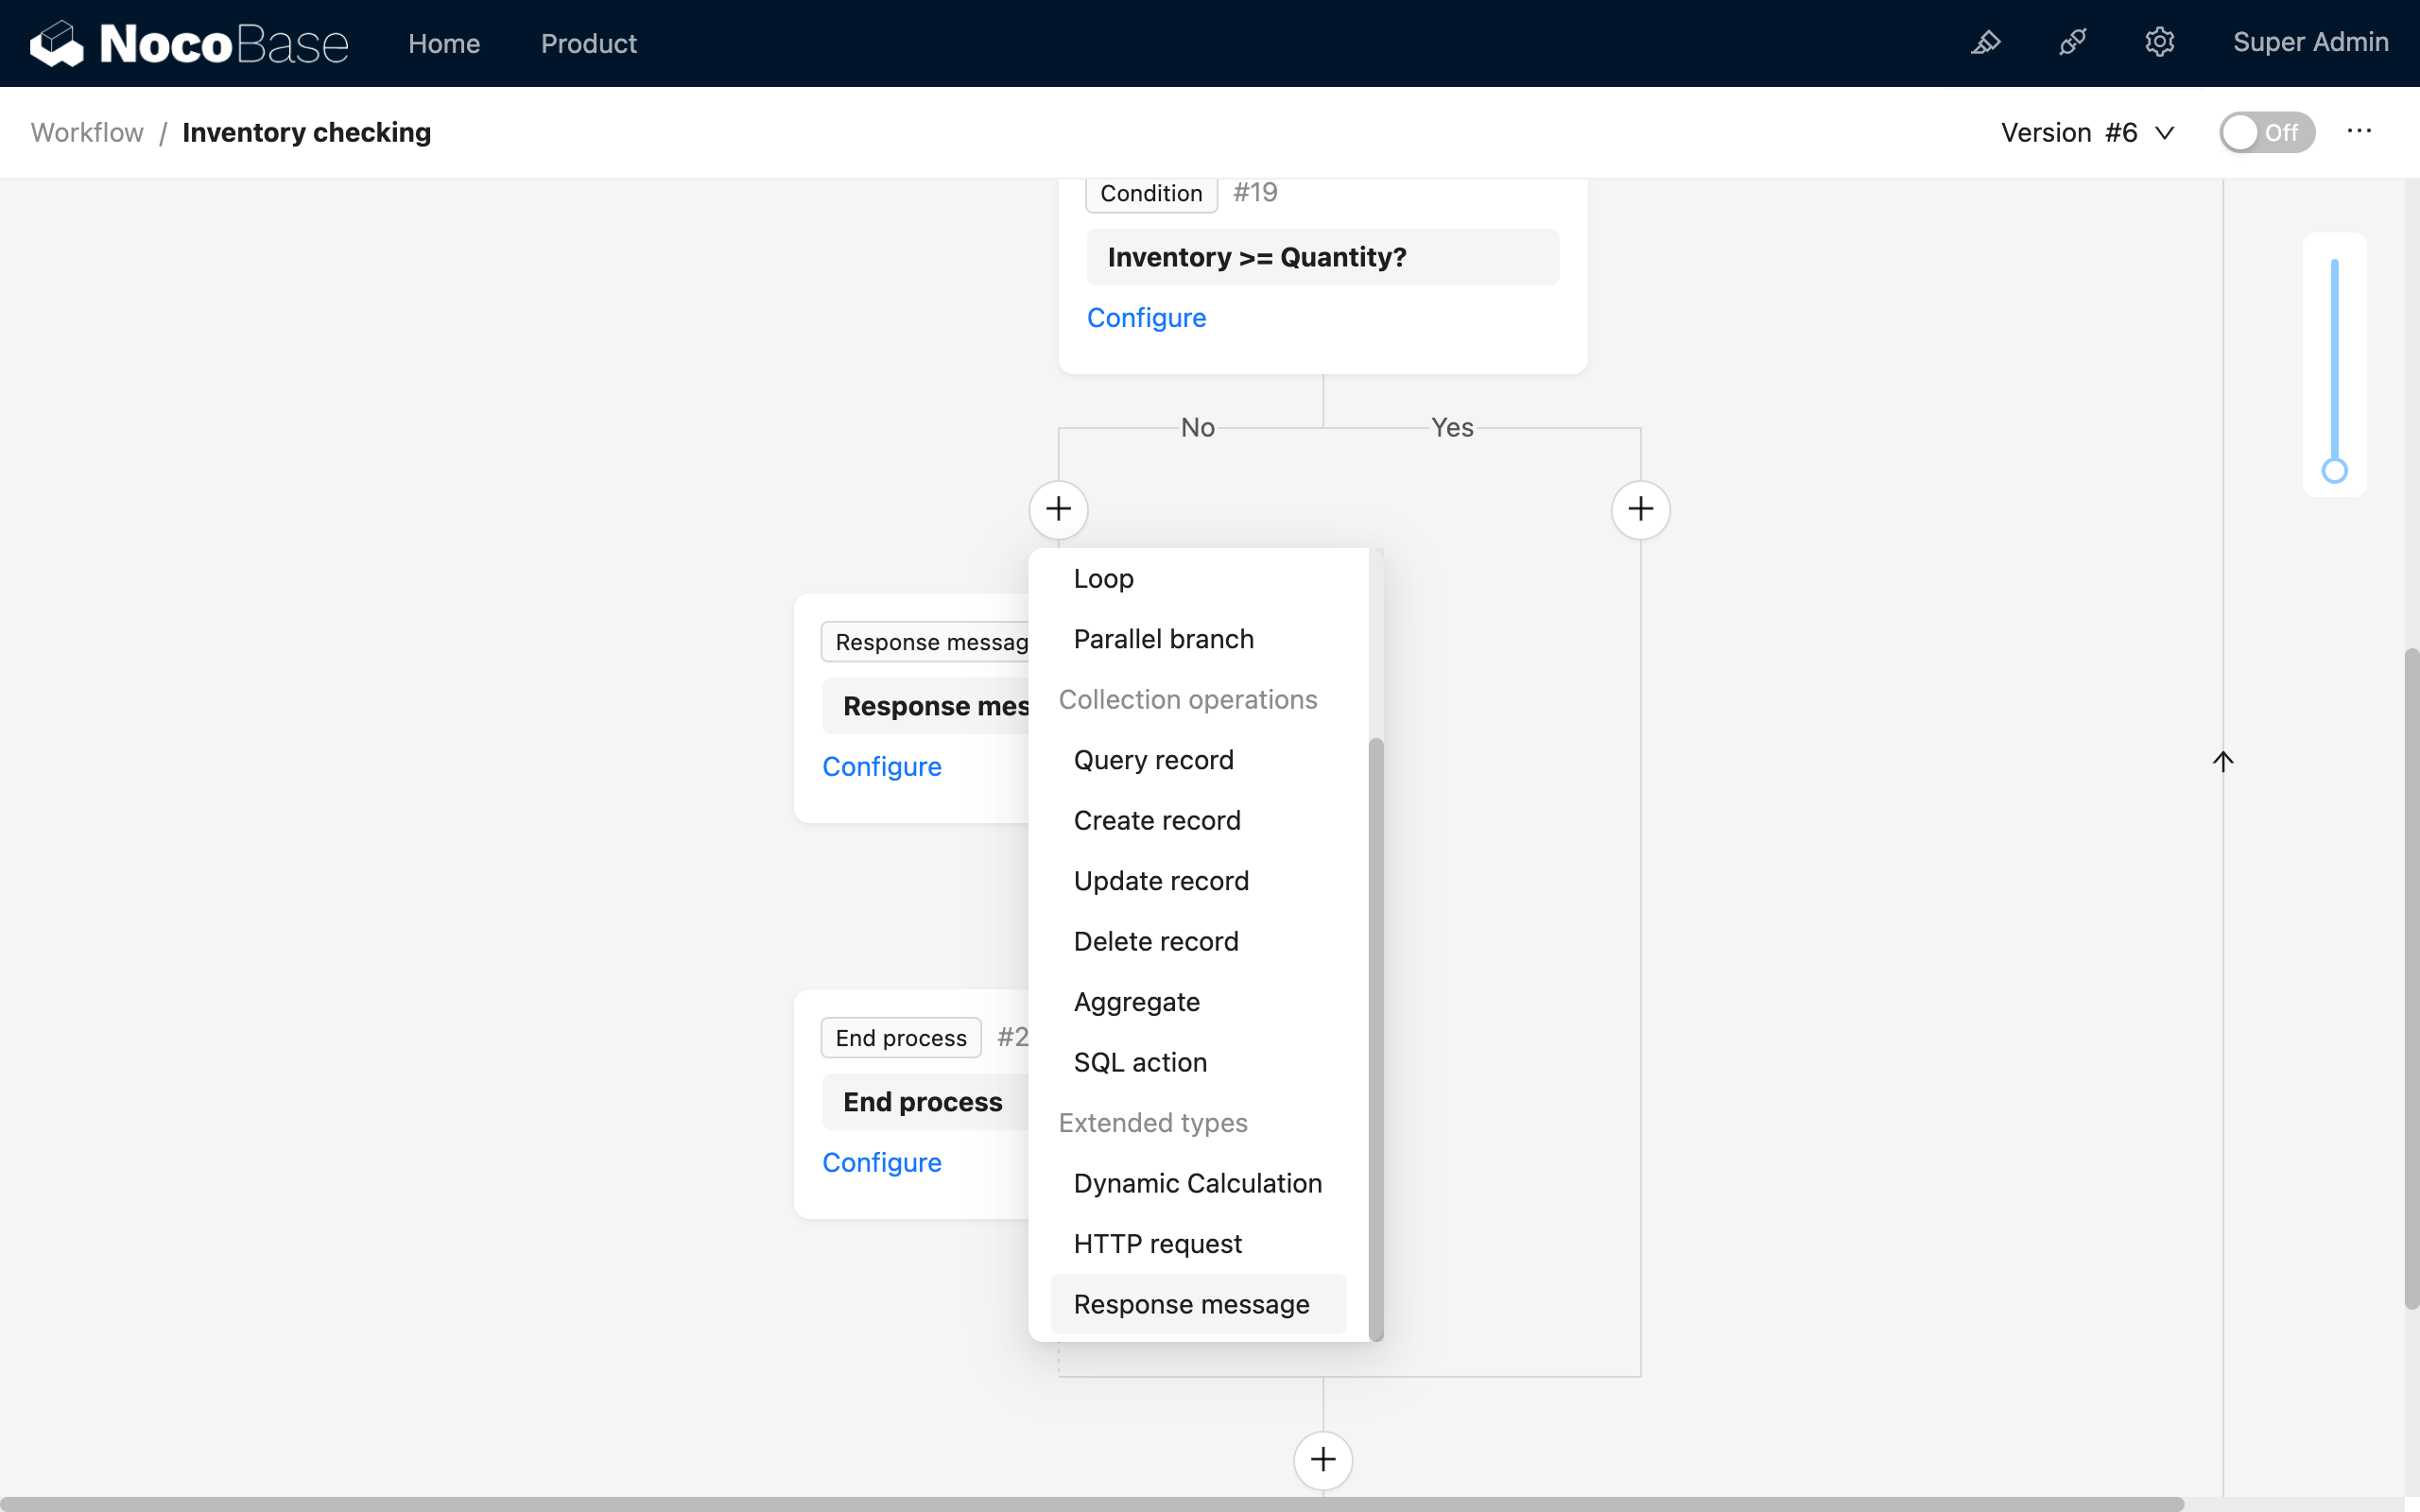 NocoBase Home Product Super Admin
Workflow / Inventory checking Version #6 Off ···
Condition #19
Inventory >= Quantity?
Configure
No Yes
Loop
Parallel branch
Collection operations
Query record
Create record
Update record
Delete record
Aggregate
SQL action
Extended types
Dynamic Calculation
HTTP request
Response message
Response messag
Response mes
Configure
End process #2
End process
Configure